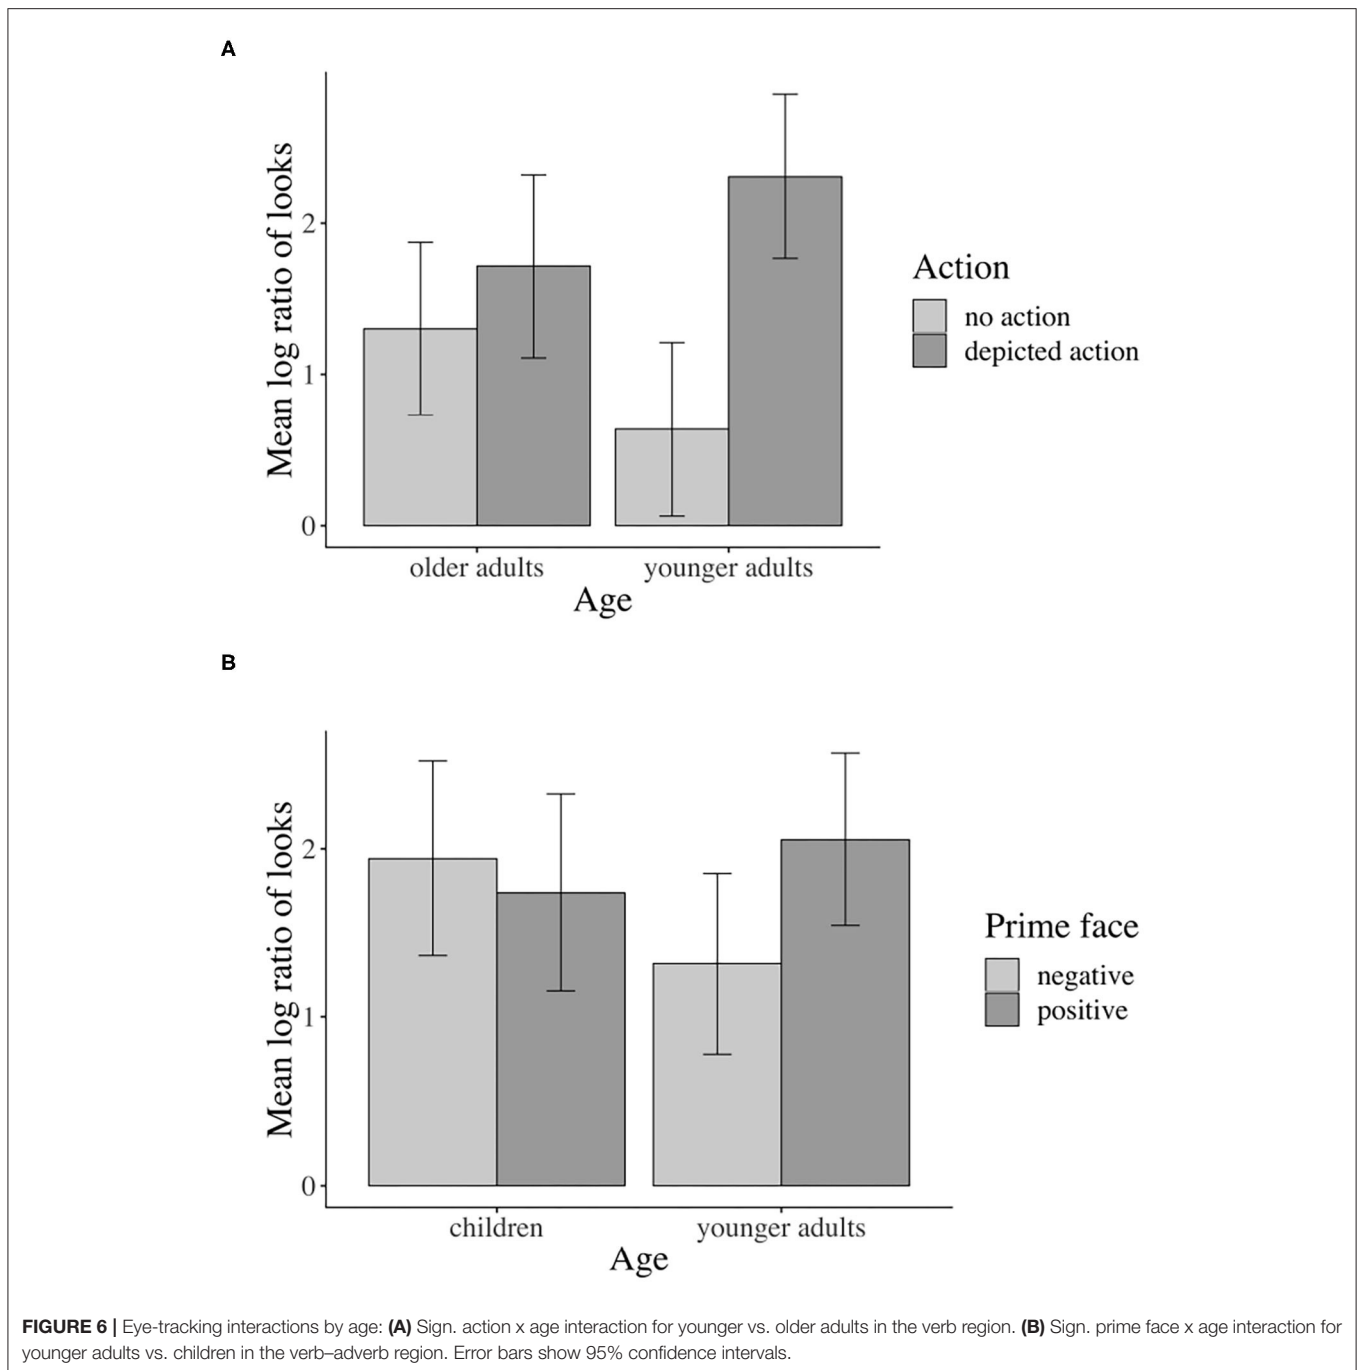 A
Mean log ratio of looks
2
1
0
older adults
younger adults
Age
Action
no action
depicted action
B
Mean log ratio of looks
2
1
0
children
younger adults
Age
Prime face
negative
positive
FIGURE 6 | Eye-tracking interactions by age: (A) Sign. action x age interaction for younger vs. older adults in the verb region. (B) Sign. prime face x age interaction for
younger adults vs. children in the verb–adverb region. Error bars show 95% confidence intervals.